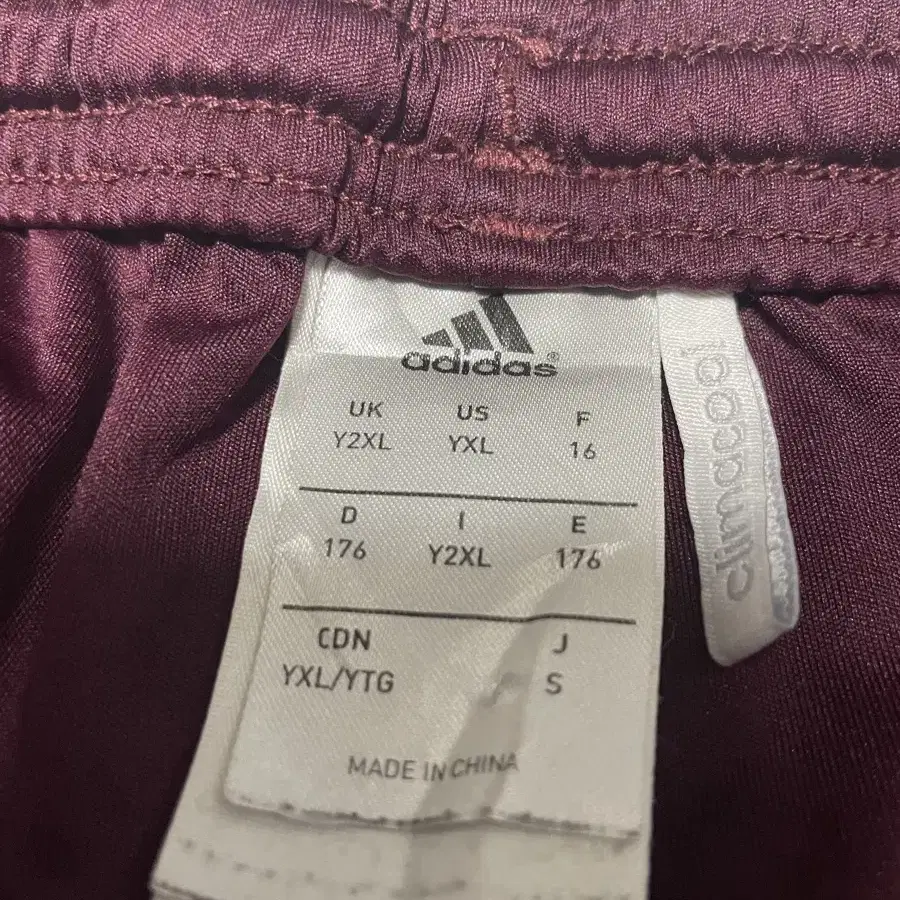 adidas®
UK US F
Y2XL YXL 16
D I E
176 Y2XL 176
CDN J
YXL/YTG S
MADE IN CHINA
climacool